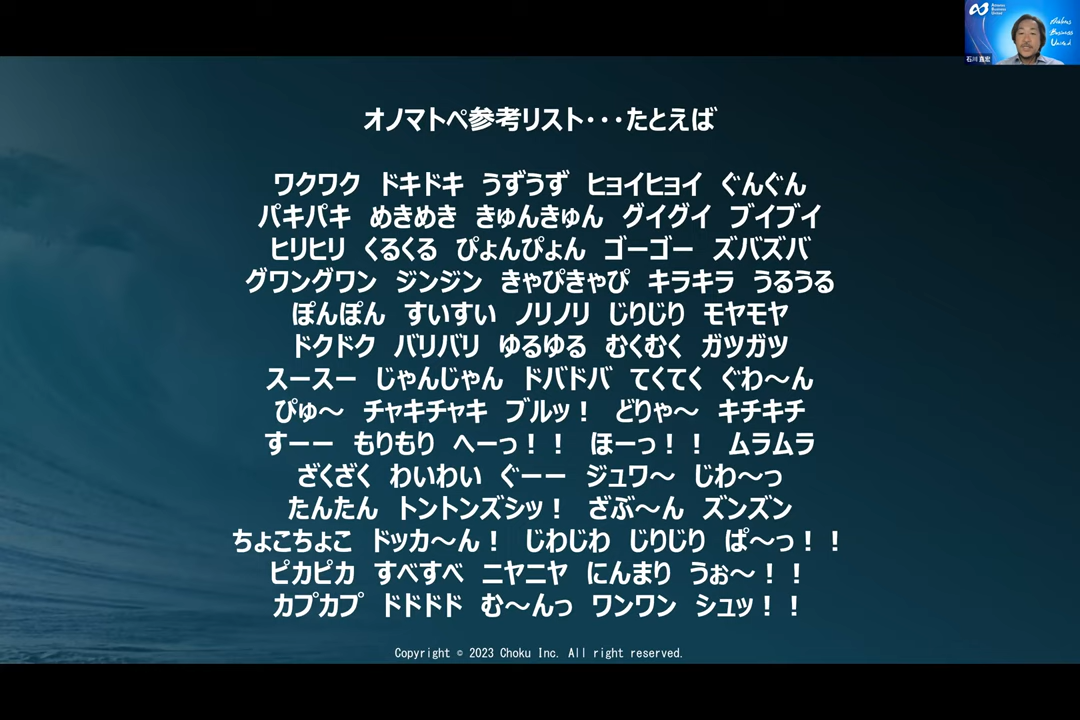 Amazing Business United
石川 直宏
オノマトペ参考リスト・・・たとえば
ワクワク ドキドキ うずうず ヒョイヒョイ ぐんぐん
パキパキ めきめき きゅんきゅん グイグイ ブイブイ
ヒリヒリ くるくる ぴょんぴょん ゴーゴー ズバズバ
グワングワン ジンジン きゃぴきゃぴ キラキラ うるうる
ぽんぽん すいすい ノリノリ じりじり モヤモヤ
ドクドク バリバリ ゆるゆる むくむく ガツガツ
スースー じゃんじゃん ドバドバ てくてく ぐわ～ん
ぴゅ～ チャキチャキ ブルッ！ どりゃ～ キチキチ
すーー もりもり へーっ！！ ほーっ！！ ムラムラ
ざくざく わいわい ぐーー ジュワ～ じわ～っ
たんたん トントンズシッ！ ざぶ～ん ズンズン
ちょこちょこ ドッカ～ん！ じわじわ じりじり ぱ～っ！！
ピカピカ すべすべ ニヤニヤ にんまり うぉ～！！
カプカプ ドドドド む～んっ ワンワン シュッ！！
Copyright © 2023 Choku Inc. All right reserved.